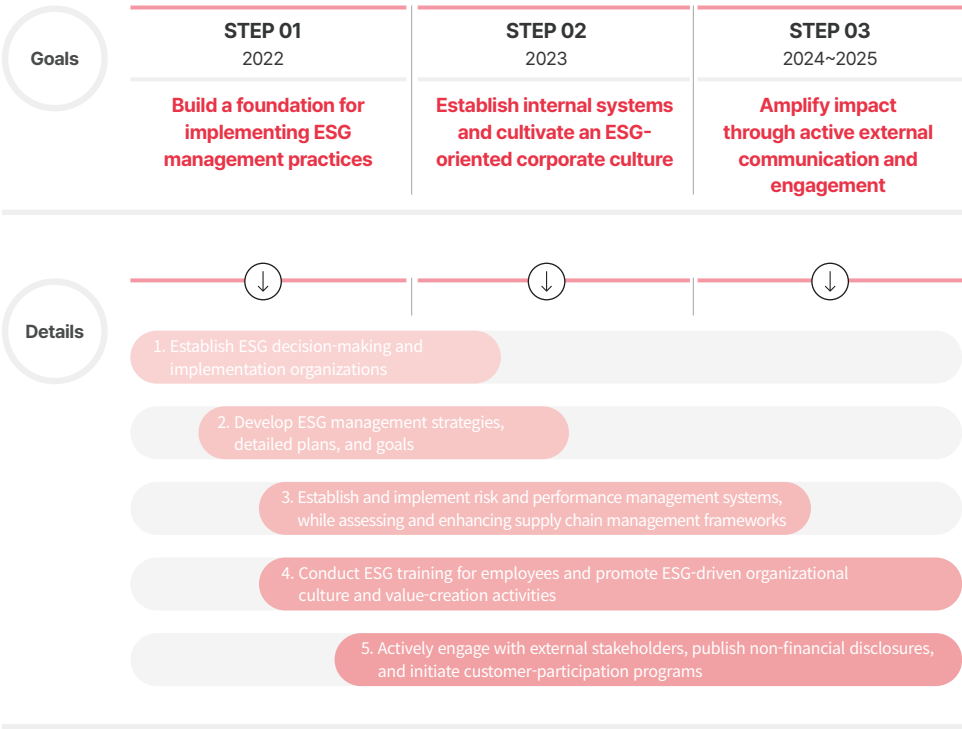 Goals
STEP 01
2022
Build a foundation for
implementing ESG
management practices
STEP 02
2023
Establish internal systems
and cultivate an ESG-
oriented corporate culture
STEP 03
2024~2025
Amplify impact
through active external
communication and
engagement
Details
1. Establish ESG decision-making and
implementation organizations
2. Develop ESG management strategies,
detailed plans, and goals
3. Establish and implement risk and performance management systems,
while assessing and enhancing supply chain management frameworks
4. Conduct ESG training for employees and promote ESG-driven organizational
culture and value-creation activities
5. Actively engage with external stakeholders, publish non-financial disclosures,
and initiate customer-participation programs